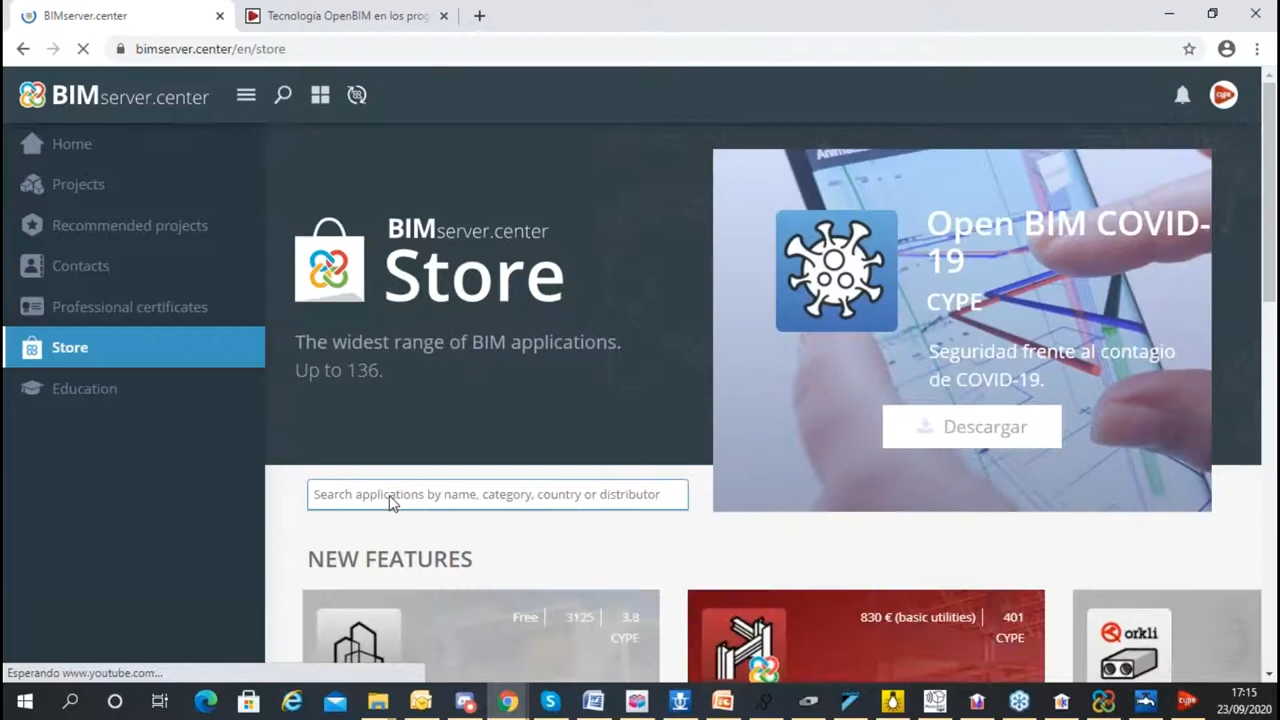 BIMserver.center
Tecnología OpenBIM en los prog
bimserver.center/en/store
BIMserver.center
CYPE
Home
Projects
Recommended projects
Contacts
Professional certificates
Store
Education
BIMserver.center
Store
The widest range of BIM applications.
Up to 136.
Open BIM COVID-
19
CYPE
Seguridad frente al contagio
de COVID-19.
Descargar
Search applications by name, category, country or distributor
NEW FEATURES
Free
3125
3.8
CYPE
830 € (basic utilities)
401
CYPE
orkli
Esperando www.youtube.com...
17:15
23/09/2020